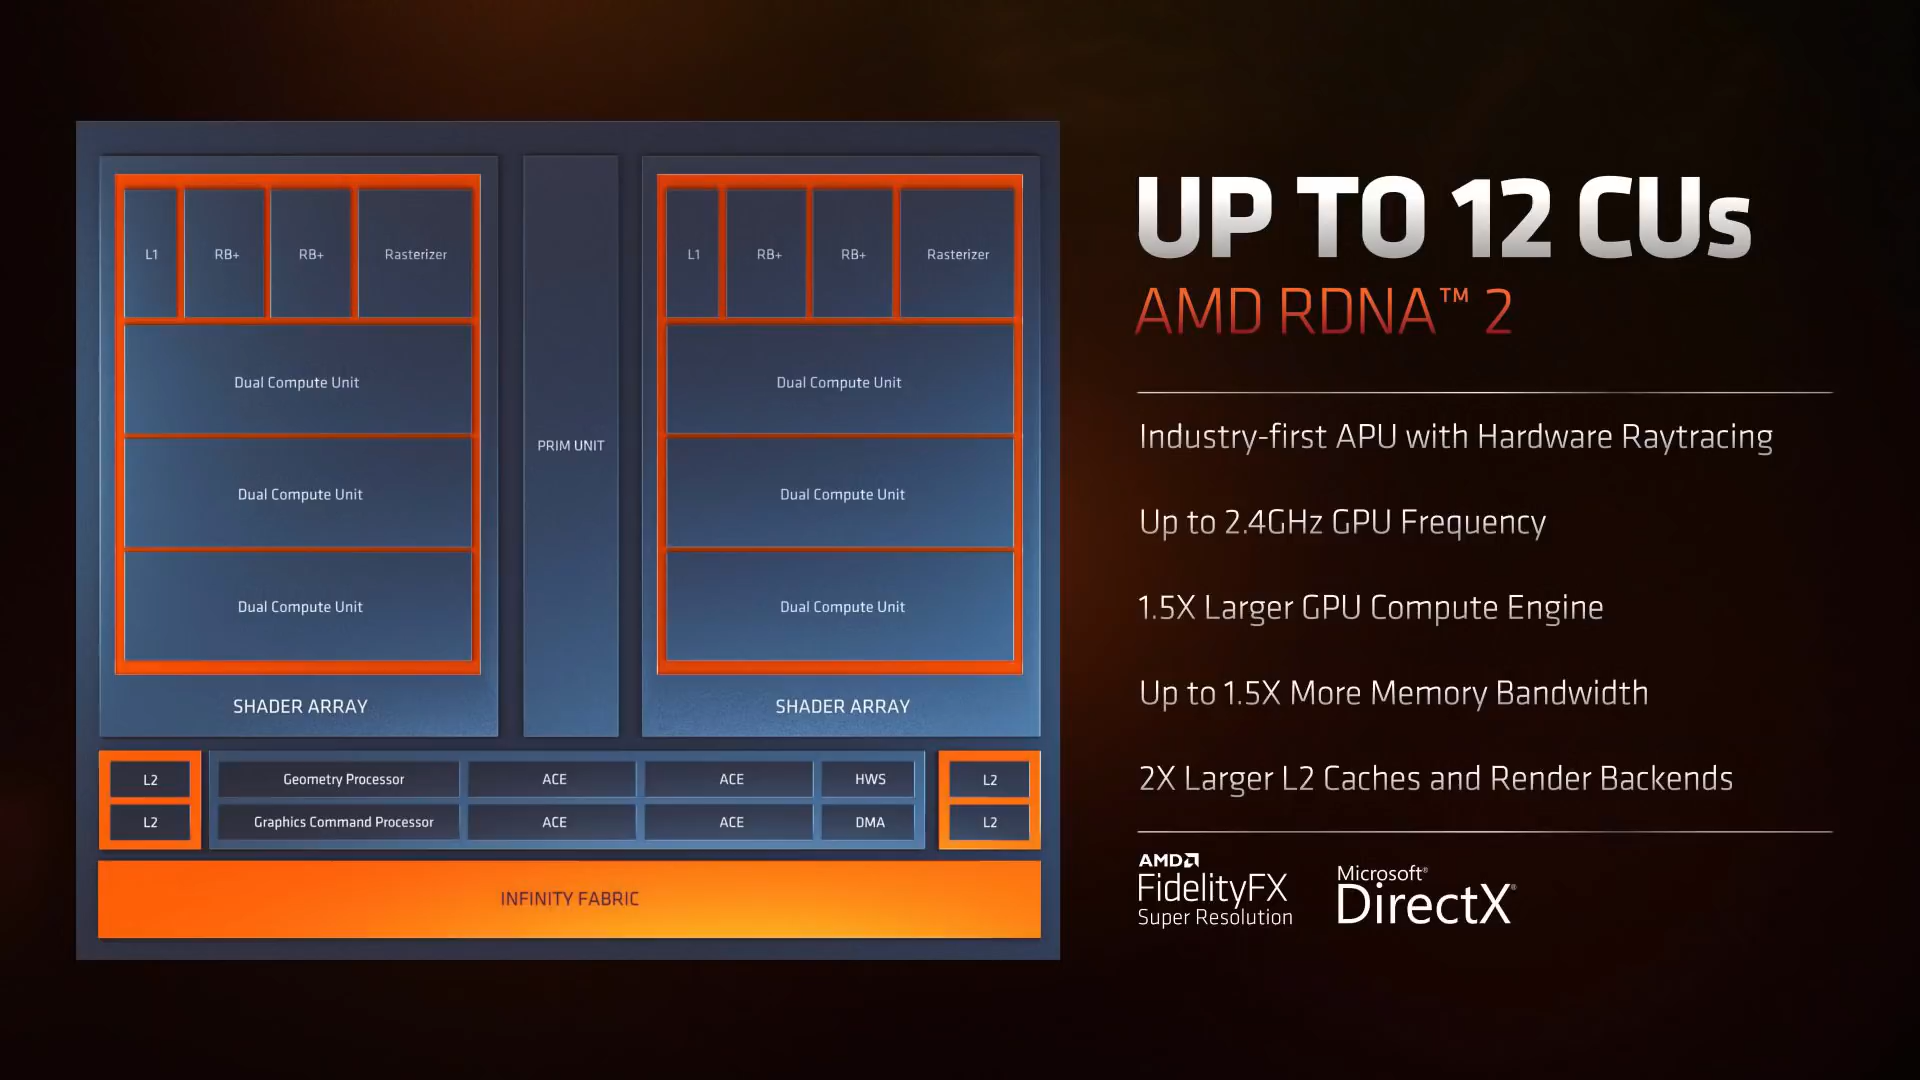 L1
RB+
RB+
Rasterizer
Dual Compute Unit
Dual Compute Unit
Dual Compute Unit
SHADER ARRAY
PRIM UNIT
L1
RB+
RB+
Rasterizer
Dual Compute Unit
Dual Compute Unit
Dual Compute Unit
SHADER ARRAY
L2
L2
Geometry Processor
ACE
ACE
HWS
Graphics Command Processor
ACE
ACE
DMA
L2
L2
INFINITY FABRIC
UP TO 12 CUs
AMD RDNA™ 2
Industry-first APU with Hardware Raytracing
Up to 2.4GHz GPU Frequency
1.5X Larger GPU Compute Engine
Up to 1.5X More Memory Bandwidth
2X Larger L2 Caches and Render Backends
AMD
FidelityFX
Super Resolution
Microsoft®
DirectX®